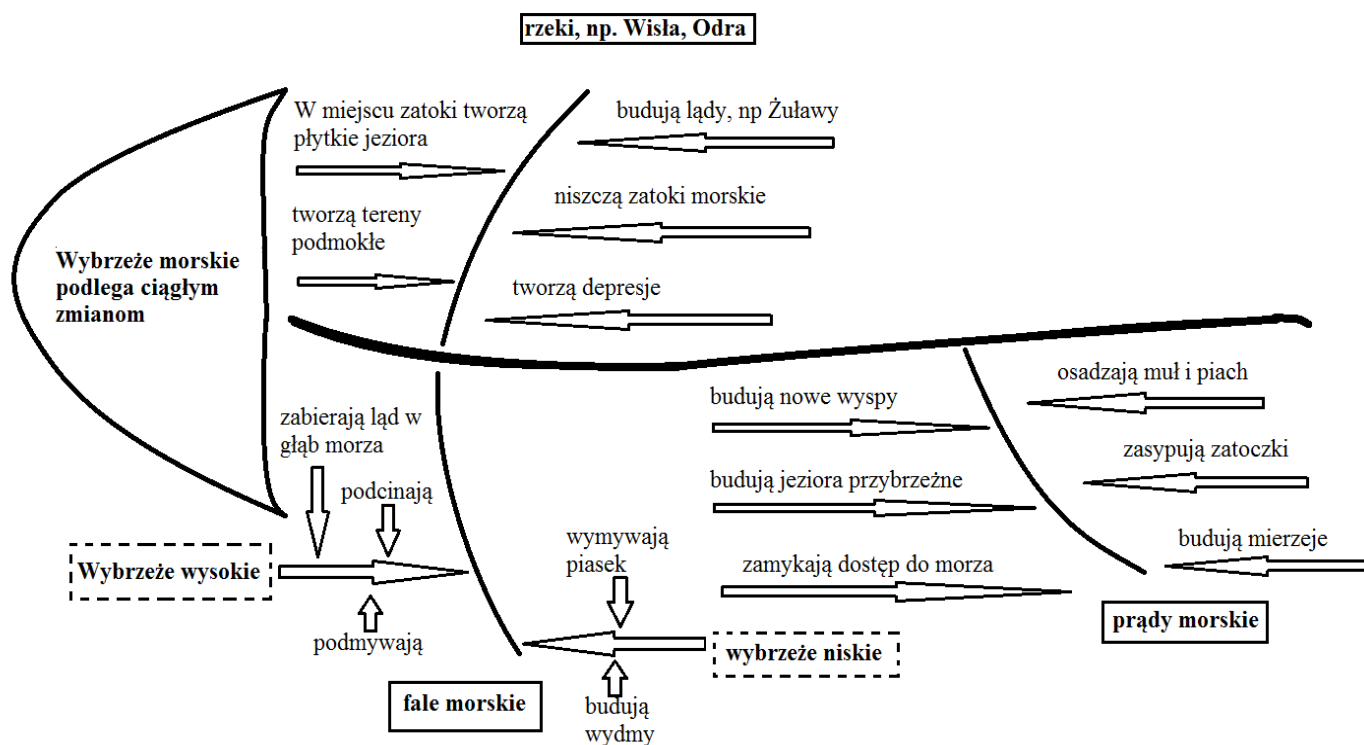 rzeki, np. Wisła, Odra
W miejscu zatoki tworzą
płytkie jeziora
budują lądy, np Żuławy
niszczą zatoki morskie
tworzą tereny
podmokłe
Wybrzeże morskie
podlega ciągłym
zmianom
tworzą depresje
osadzają muł i piach
budują nowe wyspy
zabierają ląd w
głąb morza
zasypują zatoczki
podcinają
budują jeziora przybrzeżne
wymywają
piasek
budują mierzeje
Wybrzeże wysokie
zamykają dostęp do morza
prądy morskie
podmywają
wybrzeże niskie
fale morskie
budują
wydmy